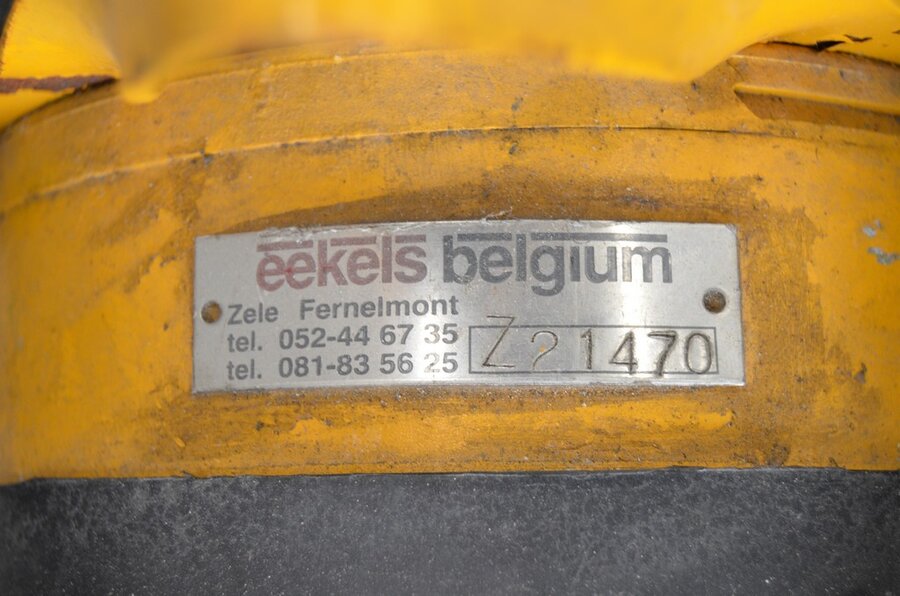 eekels belgium
Zele Fernelmont
tel. 052-44 67 35
tel. 081-83 56 25
Z21470